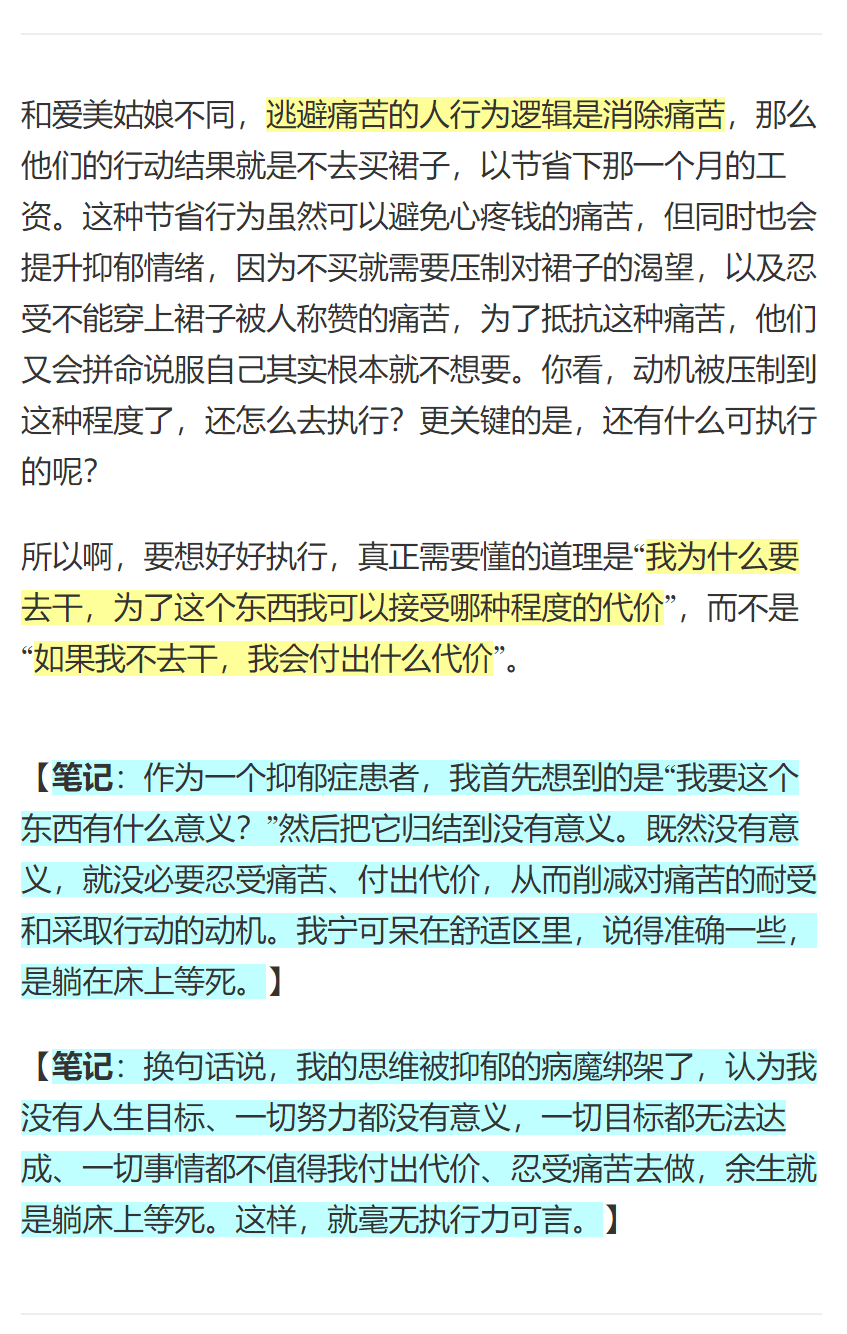 和爱美姑娘不同，逃避痛苦的人行为逻辑是消除痛苦，那么
他们的行动结果就是不去买裙子，以节省下那一个月的工
资。这种节省行为虽然可以避免心疼钱的痛苦，但同时也会
提升抑郁情绪，因为不买就需要压制对裙子的渴望，以及忍
受不能穿上裙子被人称赞的痛苦，为了抵抗这种痛苦，他们
又会拼命说服自己其实根本就不想要。你看，动机被压制到
这种程度了，还怎么去执行？更关键的是，还有什么可执行
的呢？
所以啊，要想好好执行，真正需要懂的道理是“我为什么要
去干，为了这个东西我可以接受哪种程度的代价”，而不是
“如果我不去干，我会付出什么代价”。
【笔记：作为一个抑郁症患者，我首先想到的是“我要这个
东西有什么意义？”然后把它归结到没有意义。既然没有意
义，就没必要忍受痛苦、付出代价，从而削减对痛苦的耐受
和采取行动的动机。我宁可呆在舒适区里，说得准确一些，
是躺在床上等死。】
【笔记：换句话说，我的思维被抑郁的病魔绑架了，认为我
没有人生目标、一切努力都没有意义，一切目标都无法达
成、一切事情都不值得我付出代价、忍受痛苦去做，余生就
是躺床上等死。这样，就毫无执行力可言。】